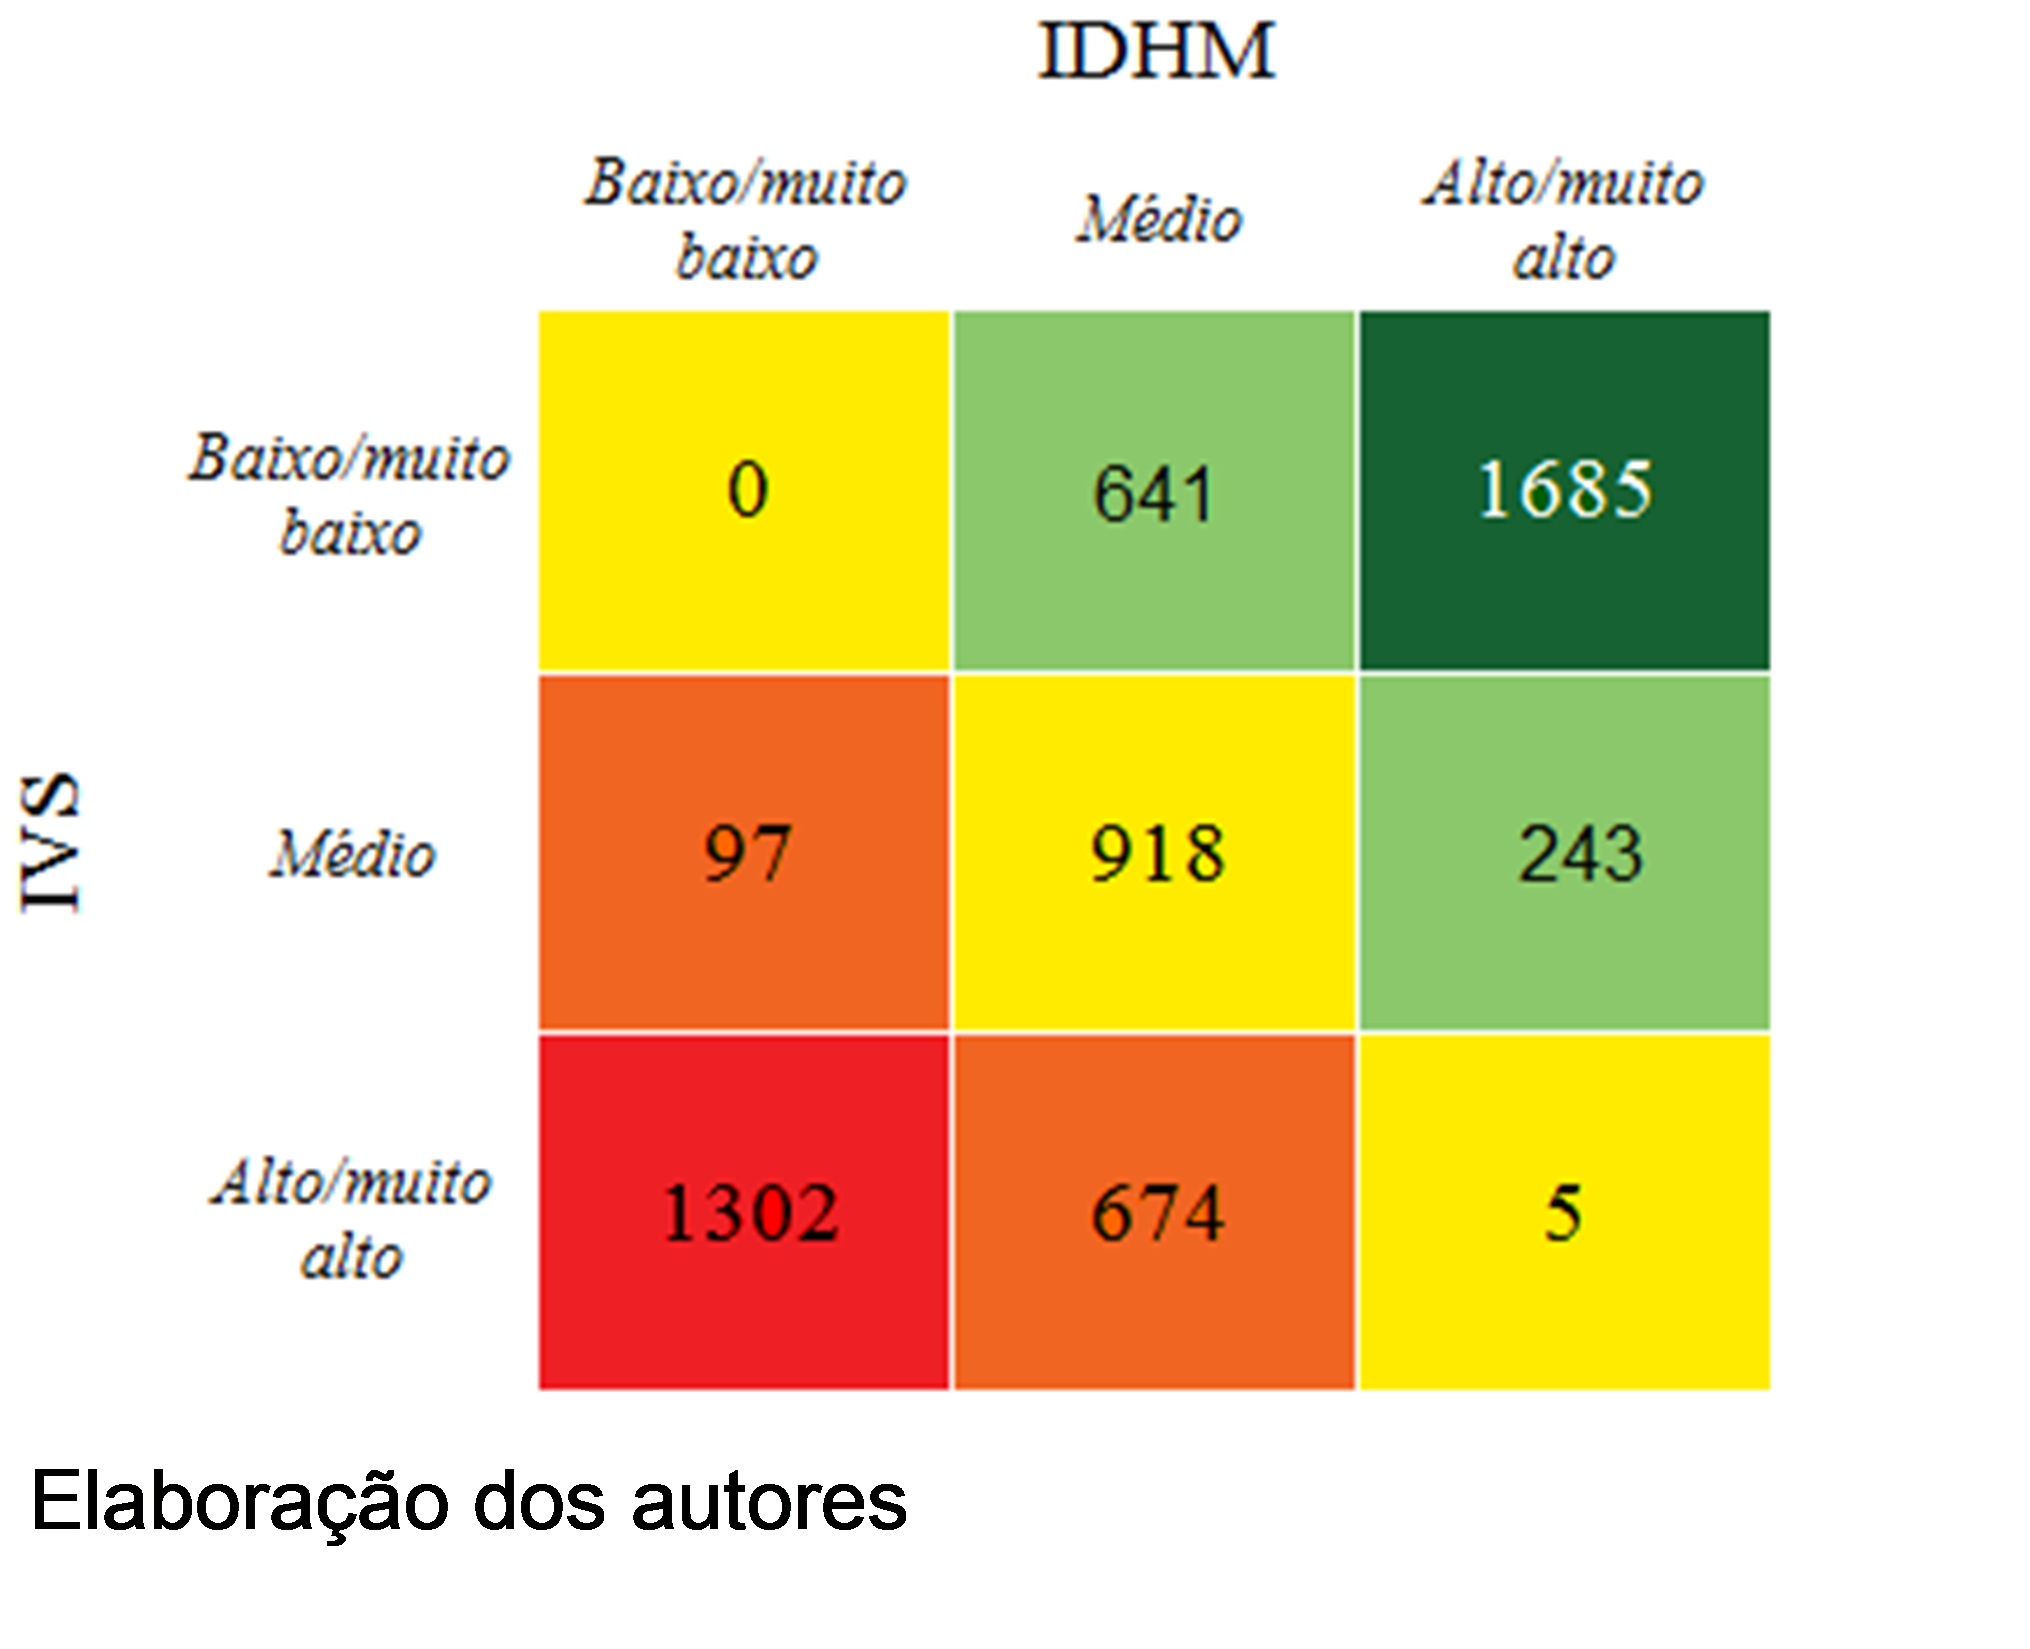 IDHM
Baixo/muito
baixo
Médio
Alto/muito
alto
IVS
Baixo/muito
baixo
0
641
1685
Médio
97
918
243
Alto/muito
alto
1302
674
5
Elaboração dos autores